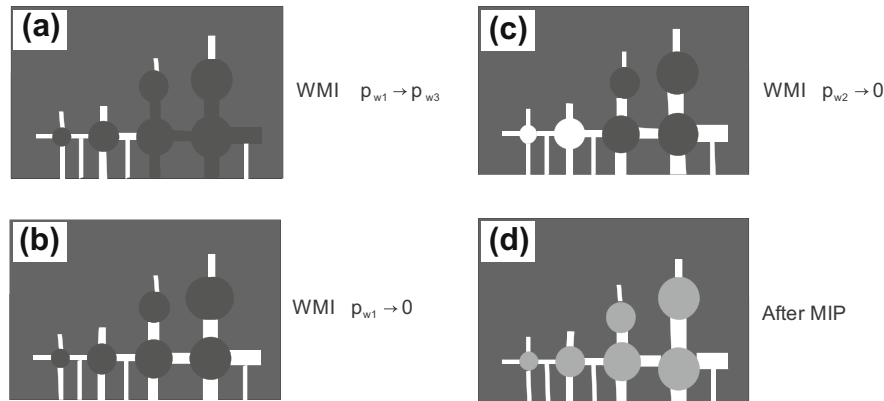 (a)
WMI p_w1 → p_w3
(c)
WMI p_w2 → 0
(b)
WMI p_w1 → 0
(d)
After MIP